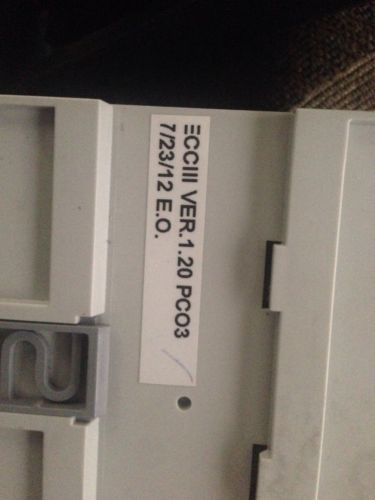 ECCIII VER.1.20 PCO3
7/23/12 E.O.